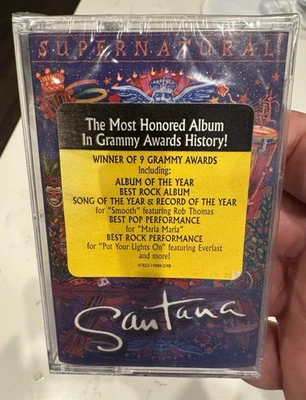 SUPERNATURAL
The Most Honored Album
In Grammy Awards History!
WINNER OF 9 GRAMMY AWARDS
Including:
ALBUM OF THE YEAR
BEST ROCK ALBUM
SONG OF THE YEAR & RECORD OF THE YEAR
for "Smooth" featuring Rob Thomas
BEST POP PERFORMANCE
for "Maria Maria"
BEST ROCK PERFORMANCE
for "Put Your Lights On" featuring Everlast
and more!
Santana